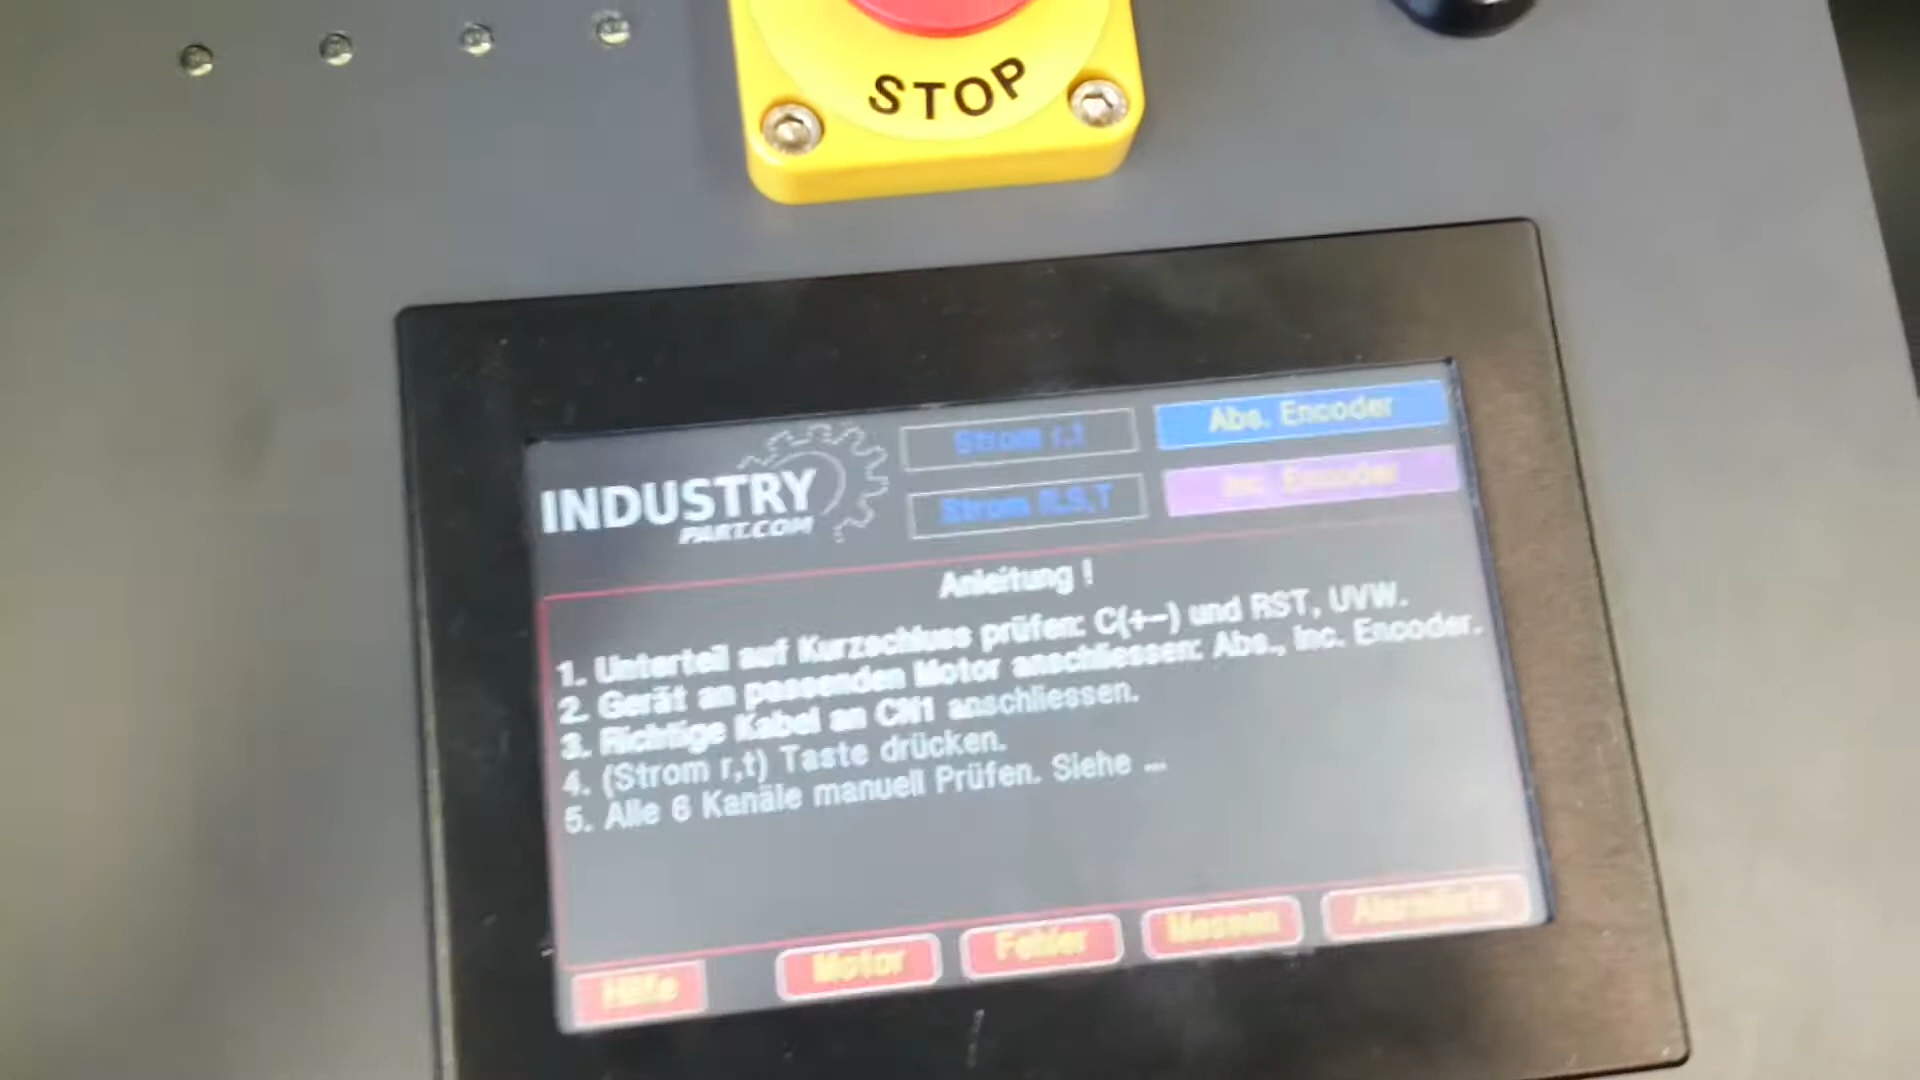 STOP
INDUSTRY
PART.COM
Strom r,t
Abs. Encoder
Strom R,S,T
Inc. Encoder
Anleitung !
1. Unterteil auf Kurzschluss prüfen: C(+-) und RST, UVW.
2. Gerät an passenden Motor anschliessen: Abs., Inc. Encoder.
3. Richtige Kabel an CN1 anschliessen.
4. (Strom r,t) Taste drücken.
5. Alle 6 Kanäle manuell Prüfen. Siehe ...
Hilfe
Motor
Fehler
Messen